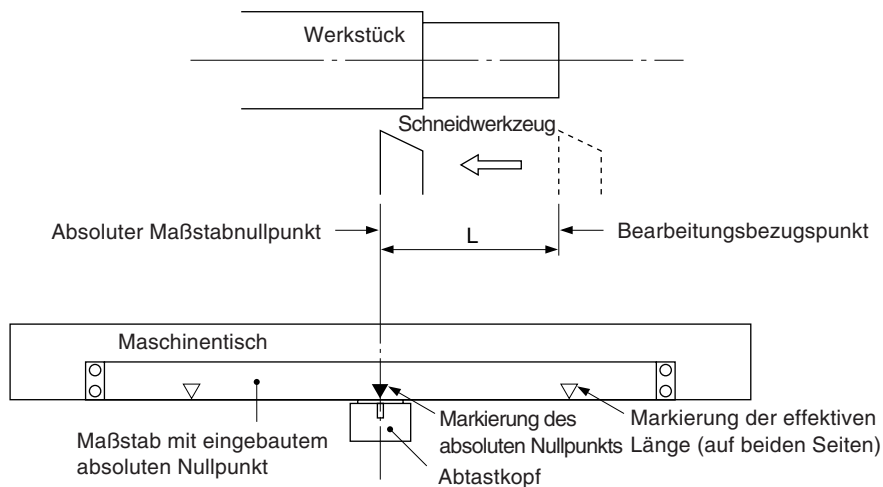 Werkstück
Schneidwerkzeug
Absoluter Maßstabnullpunkt
L
Bearbeitungsbezugspunkt
Maschinentisch
Maßstab mit eingebautem
absoluten Nullpunkt
Markierung des
absoluten Nullpunkts
Abtastkopf
Markierung der effektiven
Länge (auf beiden Seiten)